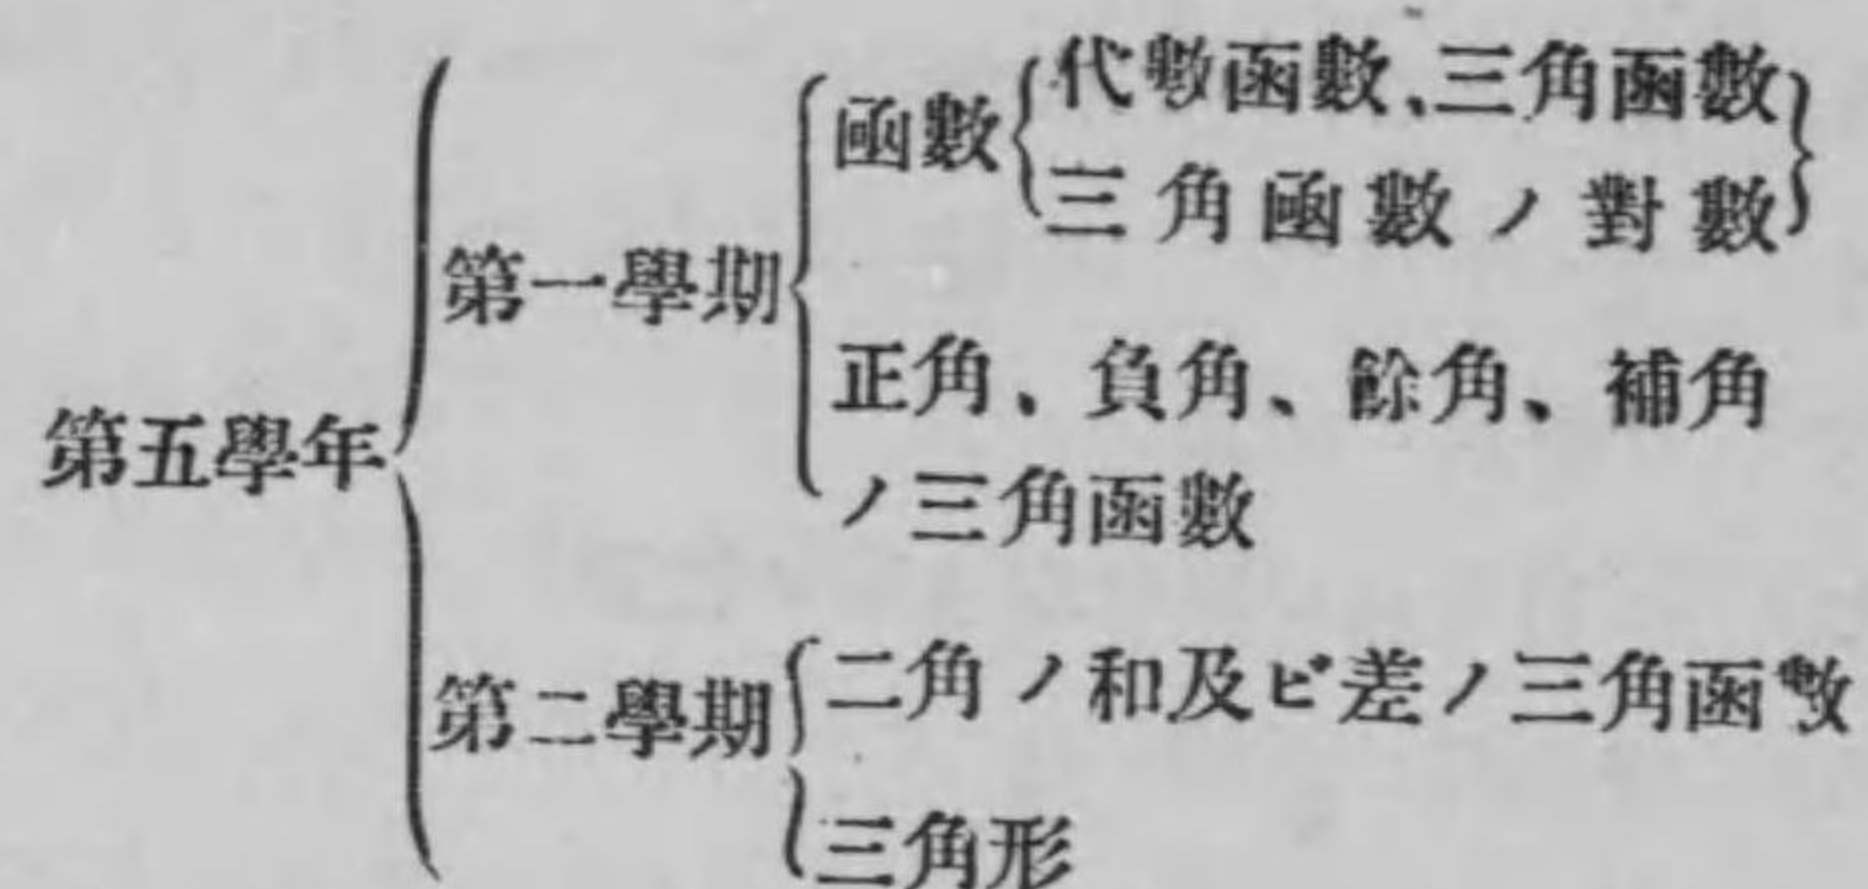 第五學年
第一學期
函數
代數函數、三角函數
三角函數ノ對數
正角、負角、餘角、補角
ノ三角函數
第二學期
二角ノ和及ビ差ノ三角函數
三角形